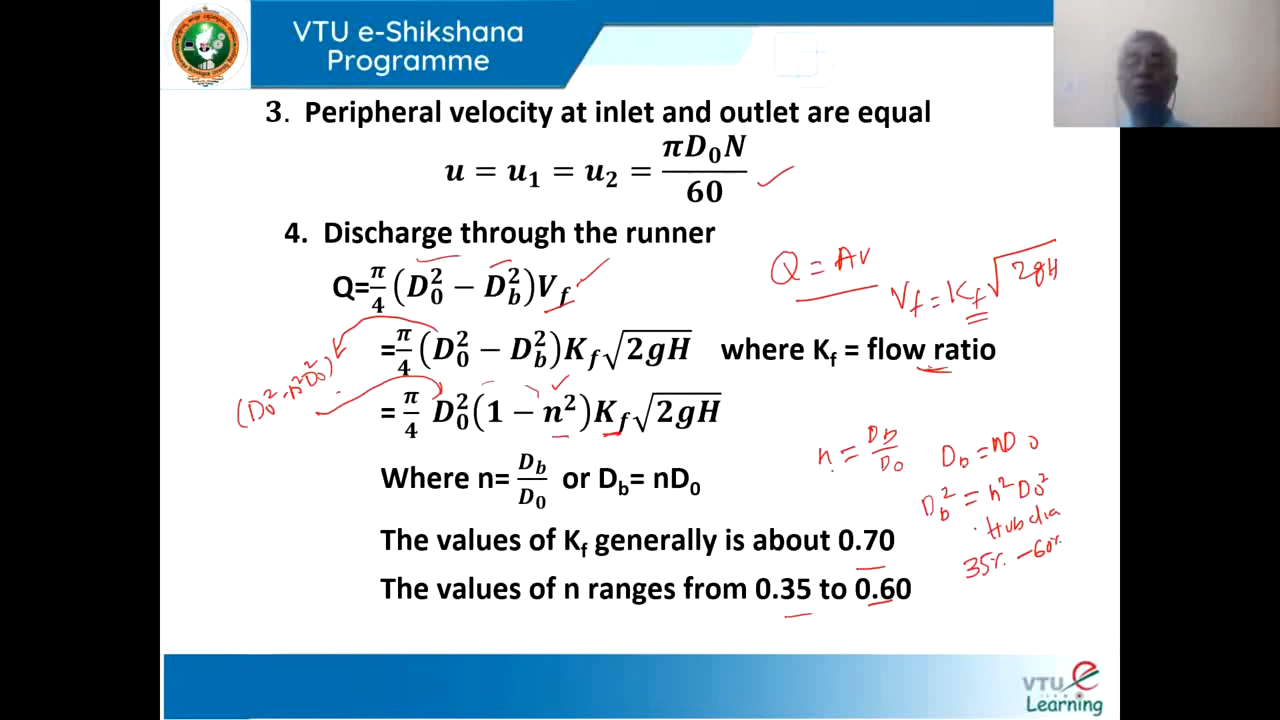 VTU e-Shikshana
Programme
3. Peripheral velocity at inlet and outlet are equal
u = u₁ = u₂ = πD₀N / 60
4. Discharge through the runner
Q=π/4 (D₀² − D_b²)V_f
Q = AV
V_f = K_f √2gH
=π/4 (D₀² − D_b²)K_f√2gH where K_f = flow ratio
(D₀² - n²D₀²)
= π/4 D₀²(1 − n²)K_f√2gH
n = D_b/D₀ D_b = nD₀
Where n= D_b/D₀ or D_b= nD₀
D_b² = n²D₀²
Hub dia
The values of K_f generally is about 0.70
35% - 60%
The values of n ranges from 0.35 to 0.60
VTU e
Learning